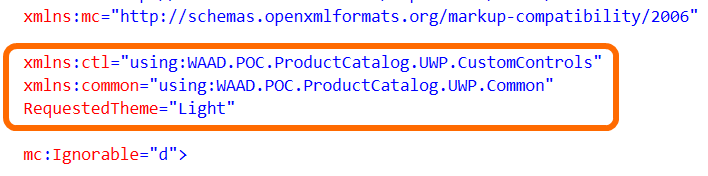 xmlns:mc="http://schemas.openxmlformats.org/markup-compatibility/2006"
xmlns:ctl="using:WAAD.POC.ProductCatalog.UWP.CustomControls"
xmlns:common="using:WAAD.POC.ProductCatalog.UWP.Common"
RequestedTheme="Light"
mc:Ignorable="d">